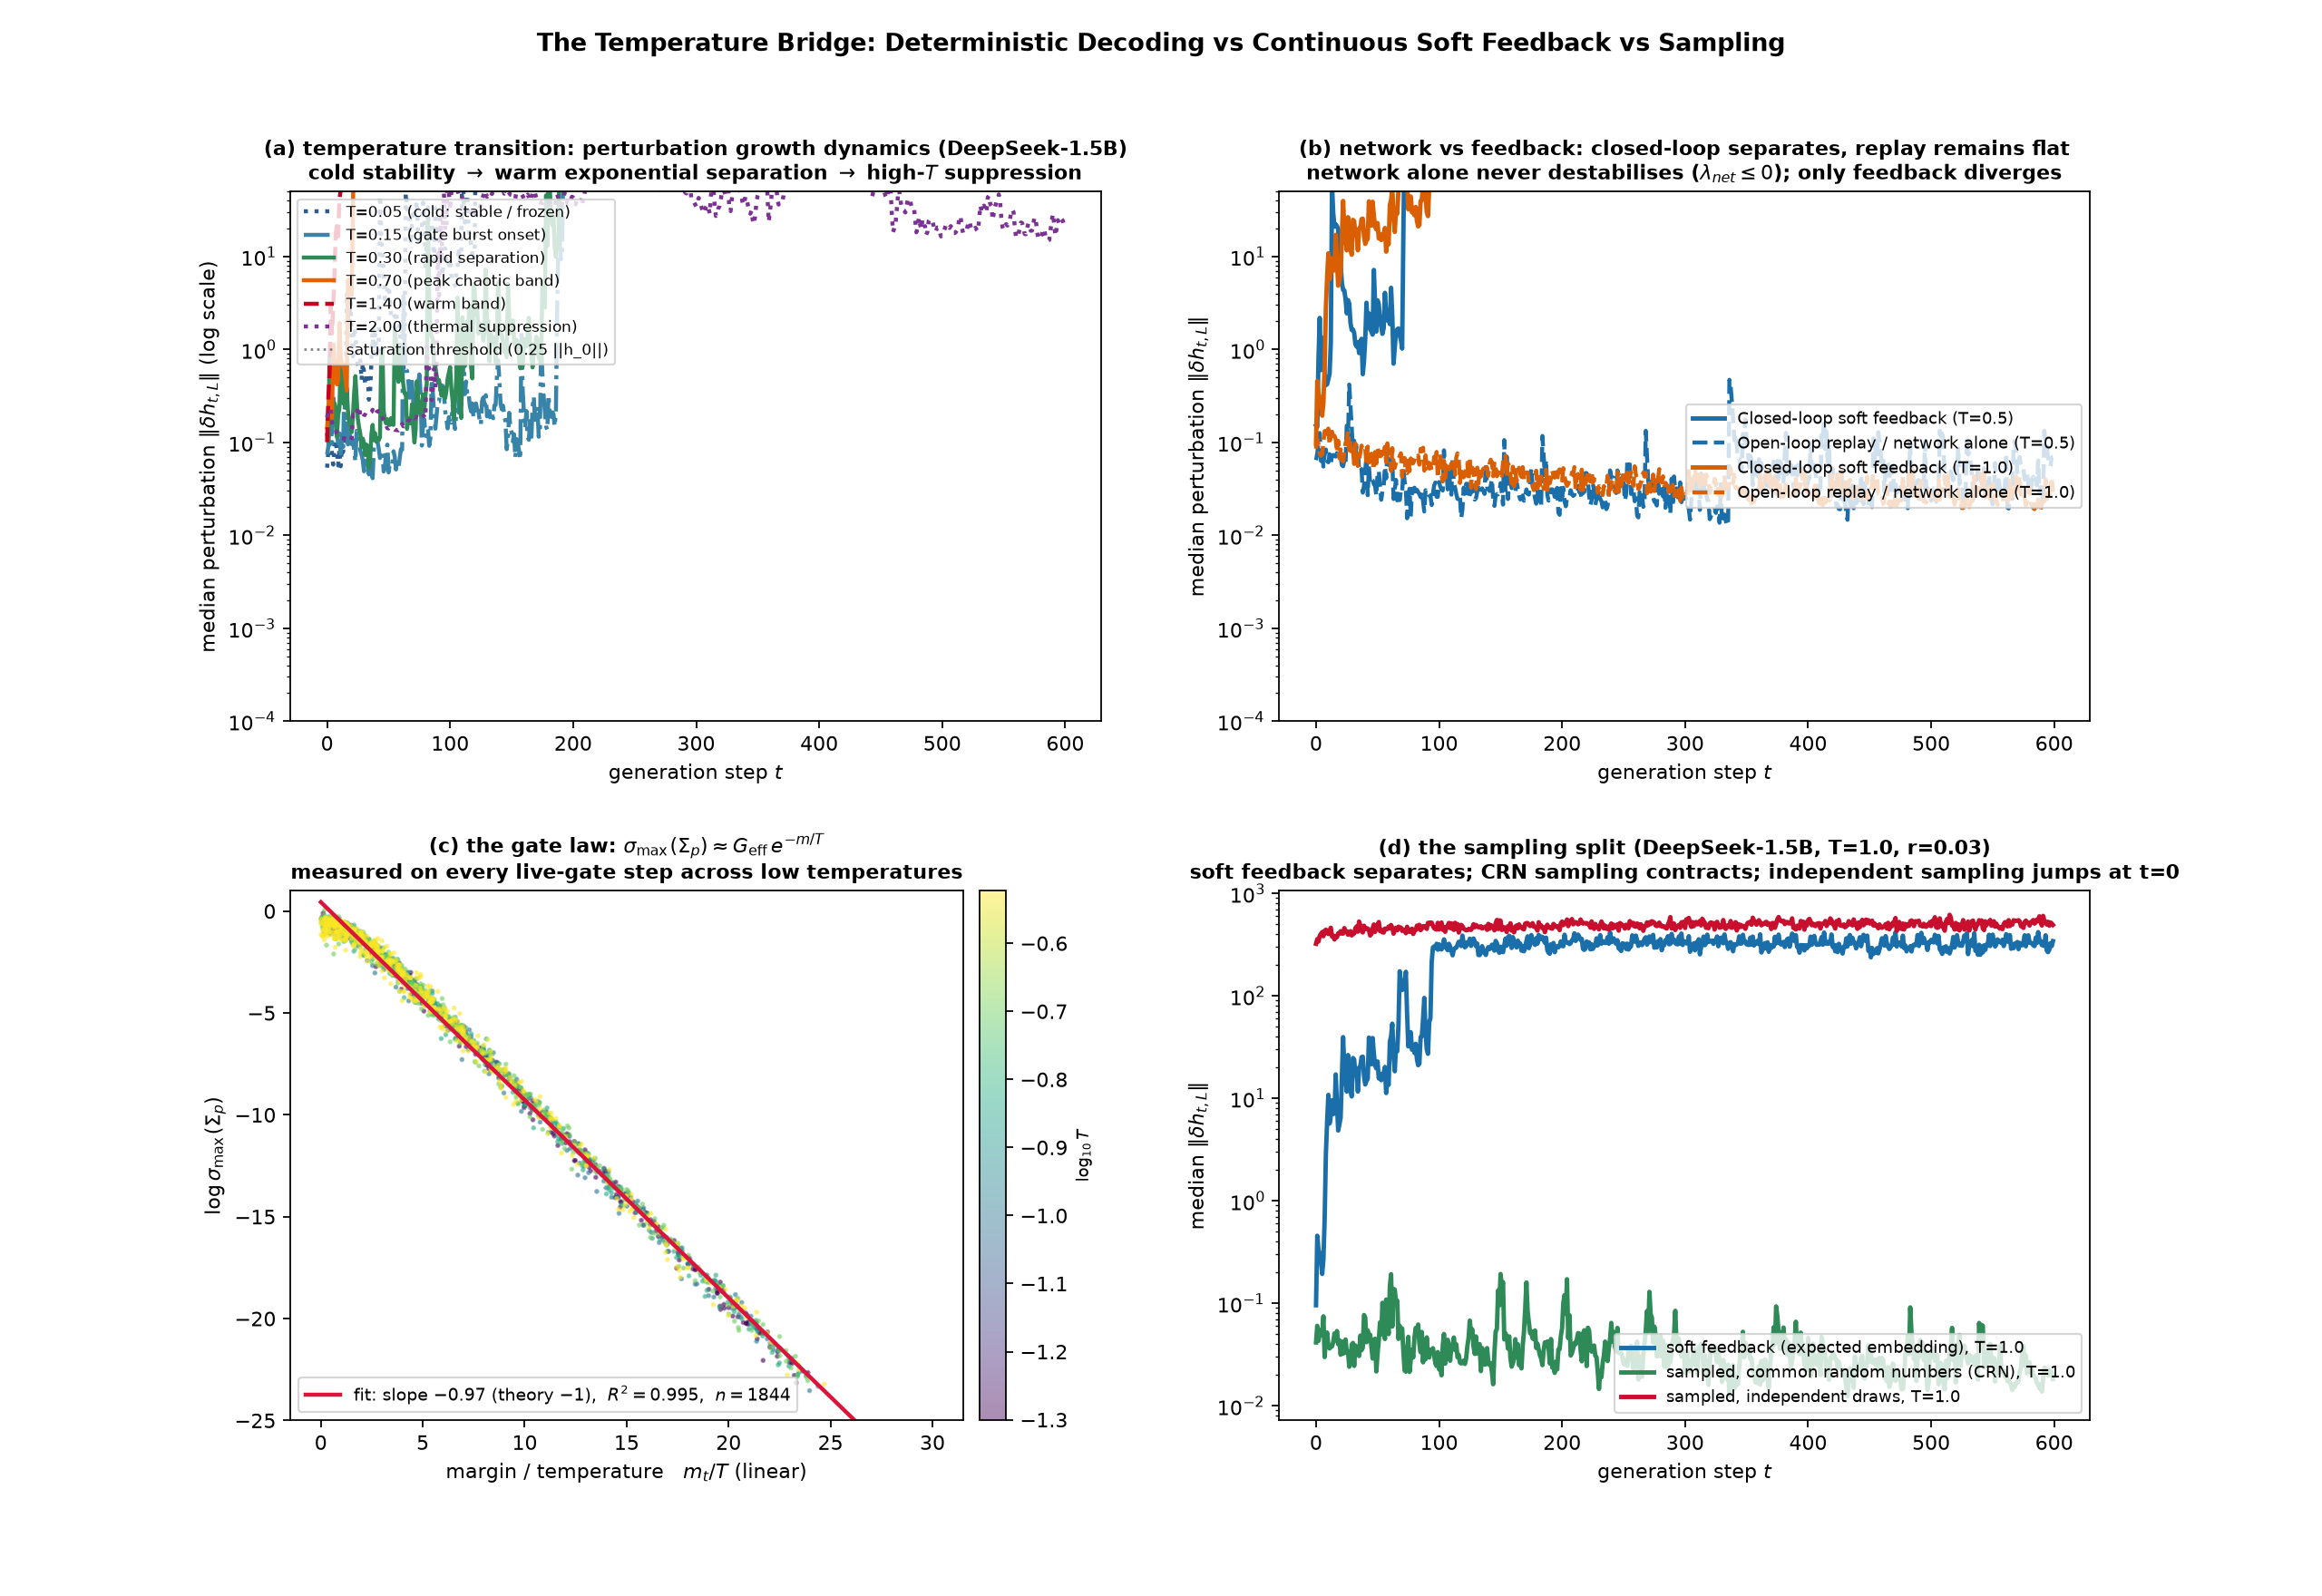 The Temperature Bridge: Deterministic Decoding vs Continuous Soft Feedback vs Sampling
(a) temperature transition: perturbation growth dynamics (DeepSeek-1.5B)
cold stability → warm exponential separation → high-T suppression
median perturbation ‖δh_{t,L}‖ (log scale)
10^1
10^0
10^{-1}
10^{-2}
10^{-3}
10^{-4}
T=0.05 (cold: stable / frozen)
T=0.15 (gate burst onset)
T=0.30 (rapid separation)
T=0.70 (peak chaotic band)
T=1.40 (warm band)
T=2.00 (thermal suppression)
saturation threshold (0.25 ||h_0||)
0 100 200 300 400 500 600
generation step t
(b) network vs feedback: closed-loop separates, replay remains flat
network alone never destabilises (λ_{net} ≤ 0); only feedback diverges
median perturbation ‖δh_{t,L}‖
10^1
10^0
10^{-1}
10^{-2}
10^{-3}
10^{-4}
Closed-loop soft feedback (T=0.5)
Open-loop replay / network alone (T=0.5)
Closed-loop soft feedback (T=1.0)
Open-loop replay / network alone (T=1.0)
0 100 200 300 400 500 600
generation step t
(c) the gate law: σ_{max}(Σ_p) ≈ G_{eff} e^{-m/T}
measured on every live-gate step across low temperatures
log σ_{max}(Σ_p)
0
−5
−10
−15
−20
−25
fit: slope −0.97 (theory −1), R² = 0.995, n = 1844
0 5 10 15 20 25 30
margin / temperature m_t/T (linear)
−0.6
−0.7
−0.8
−0.9
−1.0
−1.1
−1.2
−1.3
log_{10} T
(d) the sampling split (DeepSeek-1.5B, T=1.0, r=0.03)
soft feedback separates; CRN sampling contracts; independent sampling jumps at t=0
median ‖δh_{t,L}‖
10^3
10^2
10^1
10^0
10^{-1}
10^{-2}
soft feedback (expected embedding), T=1.0
sampled, common random numbers (CRN), T=1.0
sampled, independent draws, T=1.0
0 100 200 300 400 500 600
generation step t